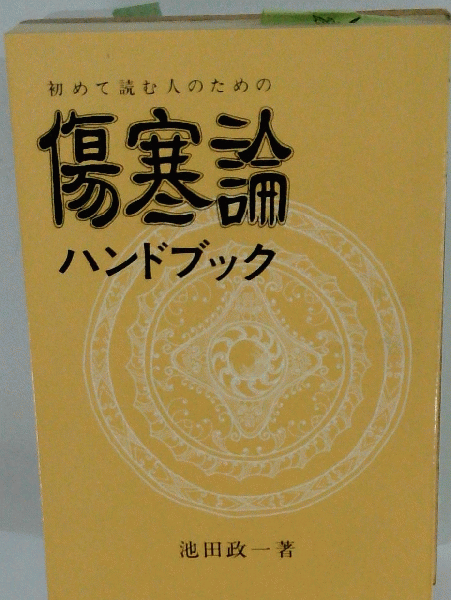 初めて読む人のための
傷寒論
ハンドブック
池田政一著